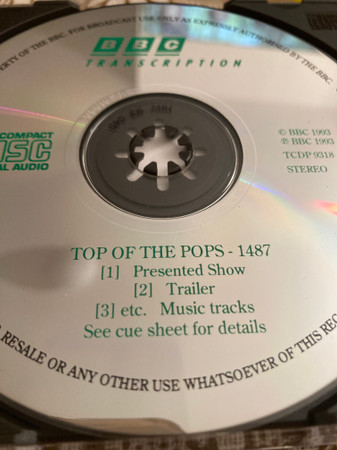 ERTY OF THE BBC. FOR BROADCAST USE ONLY AS EXPRESSLY AUTHORISED BY THE BBC.
BBC
TRANSCRIPTION
COMPACT
DISC
AL AUDIO
© BBC 1993
℗ BBC 1993
TCDP 9318
STEREO
TOP OF THE POPS - 1487
[1] Presented Show
[2] Trailer
[3] etc. Music tracks
See cue sheet for details
RESALE OR ANY OTHER USE WHATSOEVER OF THIS REC